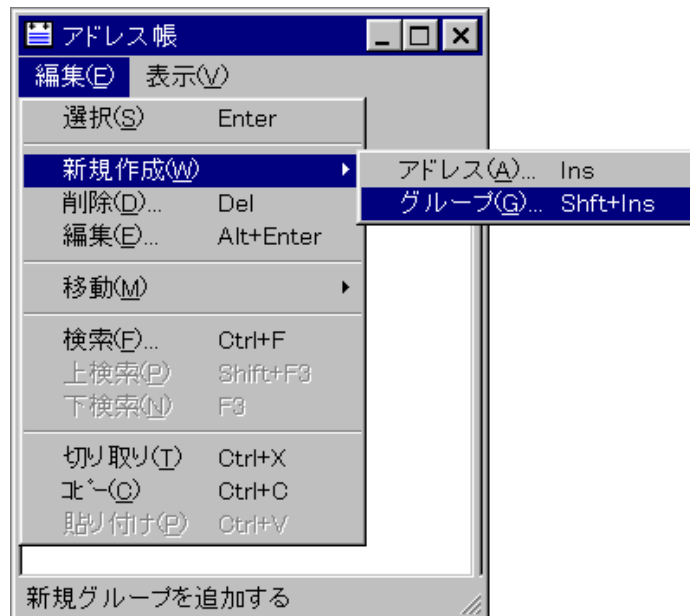 アドレス帳
編集(E) 表示(V)
選択(S) Enter
新規作成(W)
アドレス(A)... Ins
削除(D)... Del
グループ(G)... Shft+Ins
編集(E)... Alt+Enter
移動(M)
検索(F)... Ctrl+F
上検索(P) Shift+F3
下検索(N) F3
切り取り(T) Ctrl+X
ｺﾋﾟｰ(C) Ctrl+C
貼り付け(P) Ctrl+V
新規グループを追加する